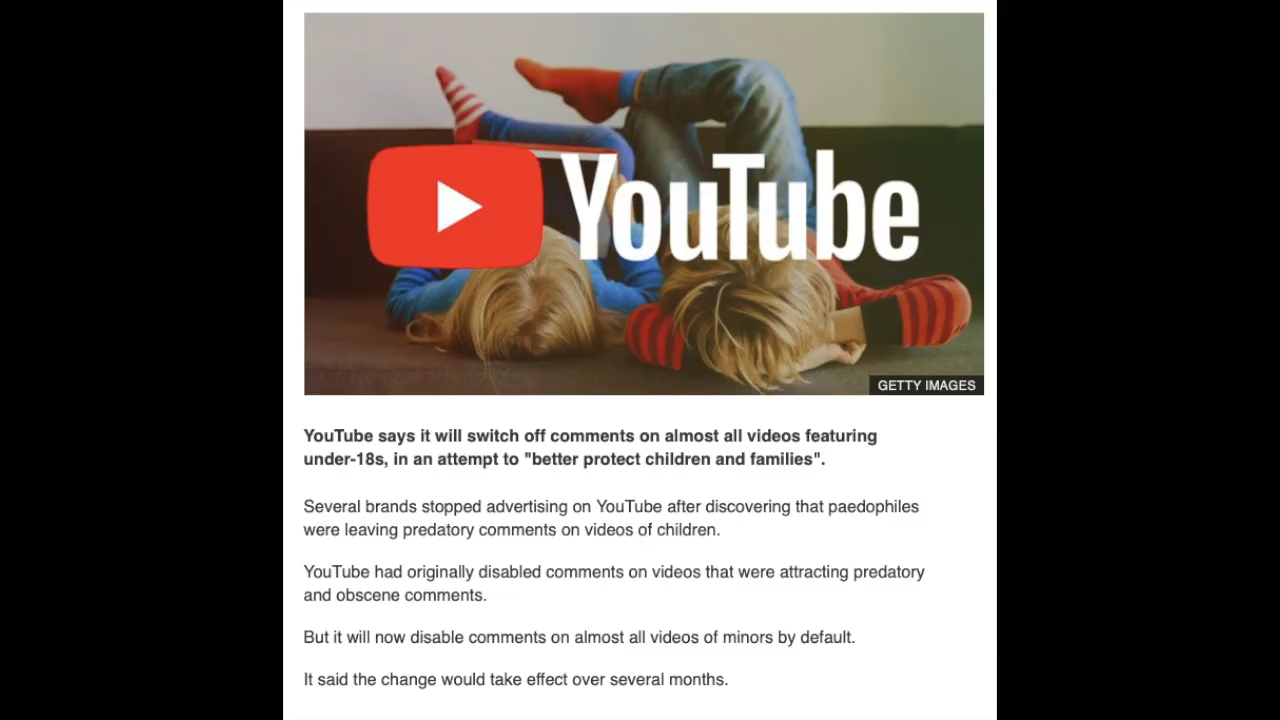 YouTube
GETTY IMAGES
YouTube says it will switch off comments on almost all videos featuring
under-18s, in an attempt to "better protect children and families".
Several brands stopped advertising on YouTube after discovering that paedophiles
were leaving predatory comments on videos of children.
YouTube had originally disabled comments on videos that were attracting predatory
and obscene comments.
But it will now disable comments on almost all videos of minors by default.
It said the change would take effect over several months.